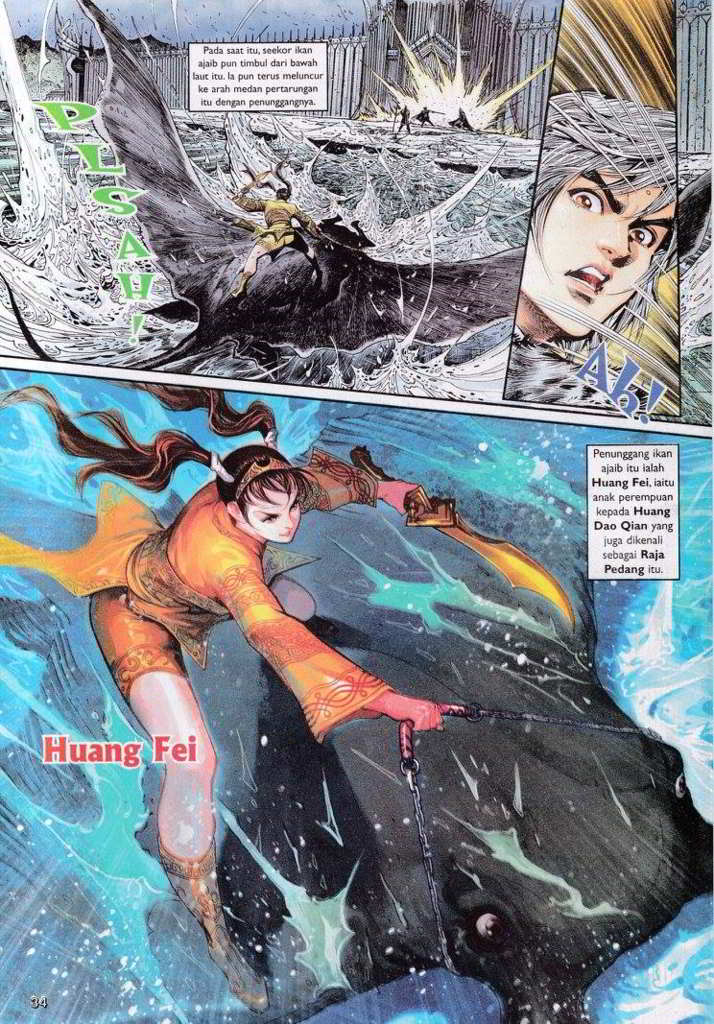 Pada saat itu, seekor ikan
ajaib pun timbul dari bawah
laut itu. Ia pun terus meluncur
ke arah medan pertarungan
itu dengan penunggangnya.
PLSAH!
Ah!
Penunggang ikan
ajaib itu ialah
Huang Fei, iaitu
anak perempuan
kepada Huang
Dao Qian yang
juga dikenali
sebagai Raja
Pedang itu.
Huang Fei
34